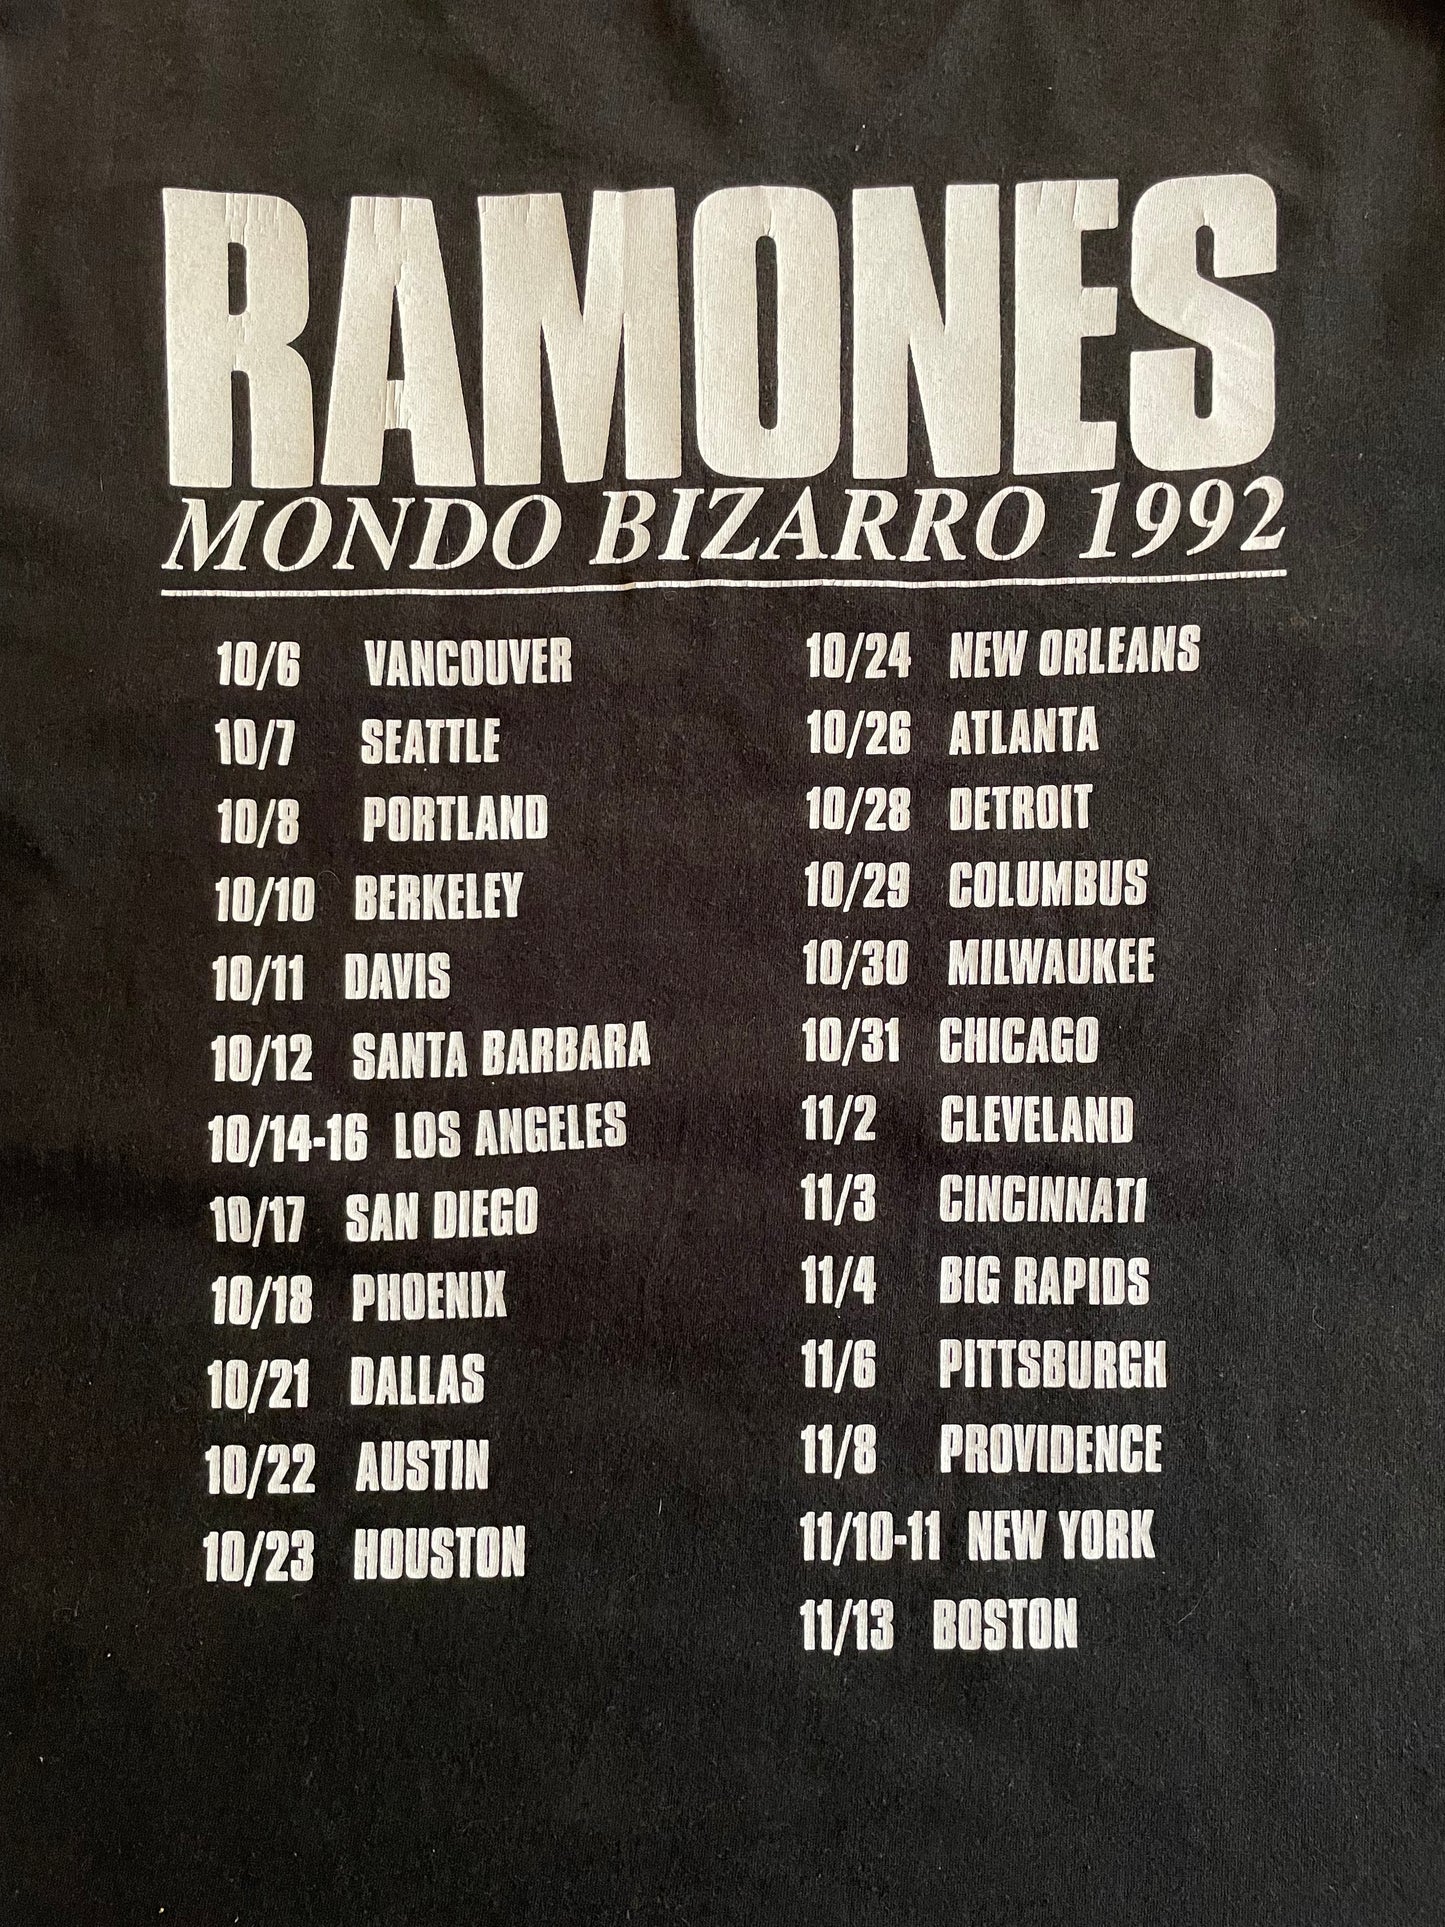 RAMONES
MONDO BIZARRO 1992
10/6 VANCOUVER
10/7 SEATTLE
10/8 PORTLAND
10/10 BERKELEY
10/11 DAVIS
10/12 SANTA BARBARA
10/14-16 LOS ANGELES
10/17 SAN DIEGO
10/18 PHOENIX
10/21 DALLAS
10/22 AUSTIN
10/23 HOUSTON
10/24 NEW ORLEANS
10/26 ATLANTA
10/28 DETROIT
10/29 COLUMBUS
10/30 MILWAUKEE
10/31 CHICAGO
11/2 CLEVELAND
11/3 CINCINNATI
11/4 BIG RAPIDS
11/6 PITTSBURGH
11/8 PROVIDENCE
11/10-11 NEW YORK
11/13 BOSTON